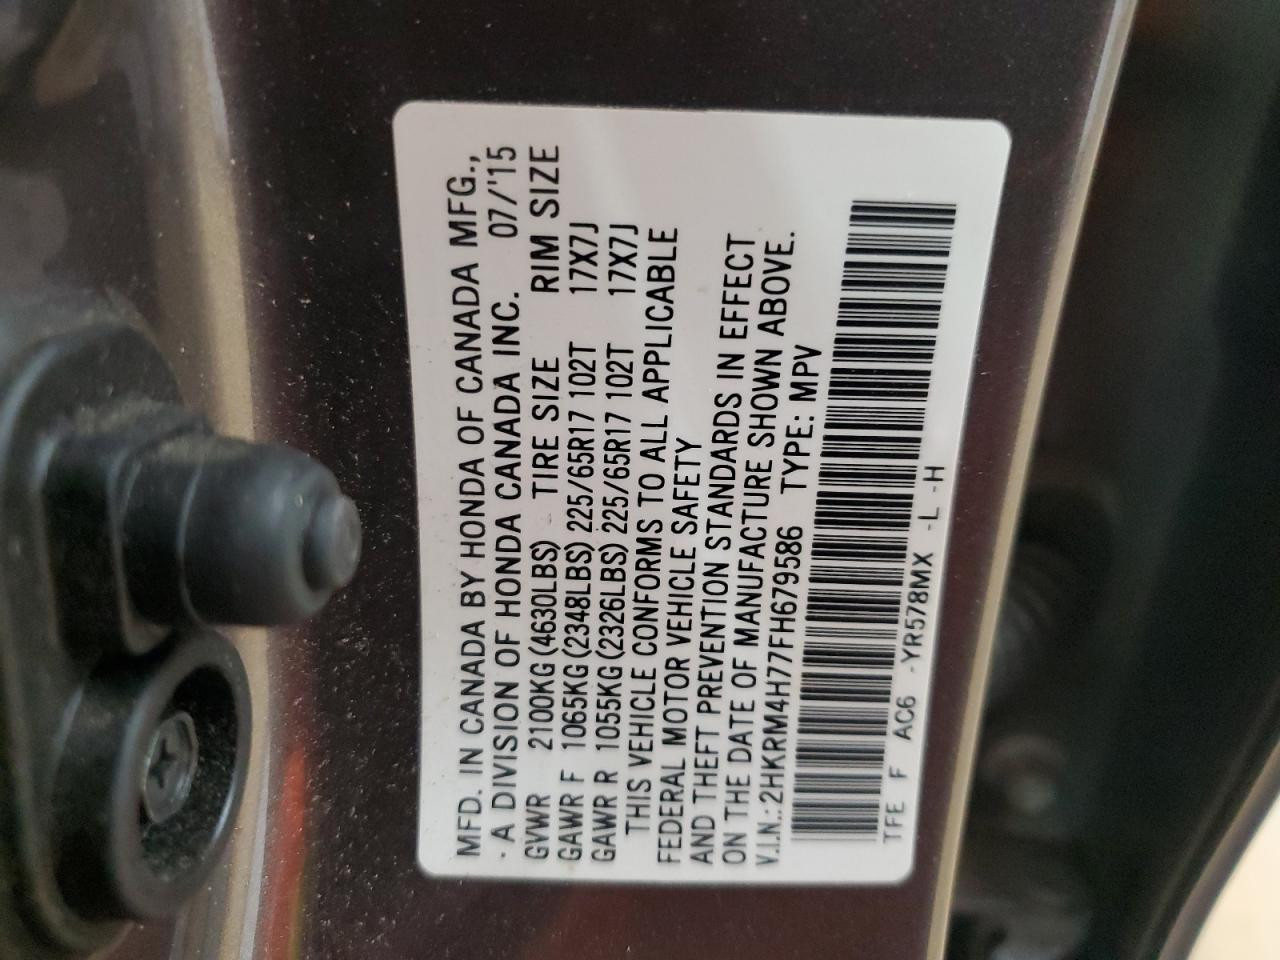 MFD. IN CANADA BY HONDA OF CANADA MFG.,
A DIVISION OF HONDA CANADA INC. 07/'15
GVWR 2100KG (4630LBS) TIRE SIZE RIM SIZE
GAWR F 1065KG (2348LBS) 225/65R17 102T 17X7J
GAWR R 1055KG (2326LBS) 225/65R17 102T 17X7J
THIS VEHICLE CONFORMS TO ALL APPLICABLE
FEDERAL MOTOR VEHICLE SAFETY
AND THEFT PREVENTION STANDARDS IN EFFECT
ON THE DATE OF MANUFACTURE SHOWN ABOVE.
V.I.N.:2HKRM4H77FH679586 TYPE: MPV
TFE F AC6 -YR578MX -L -H